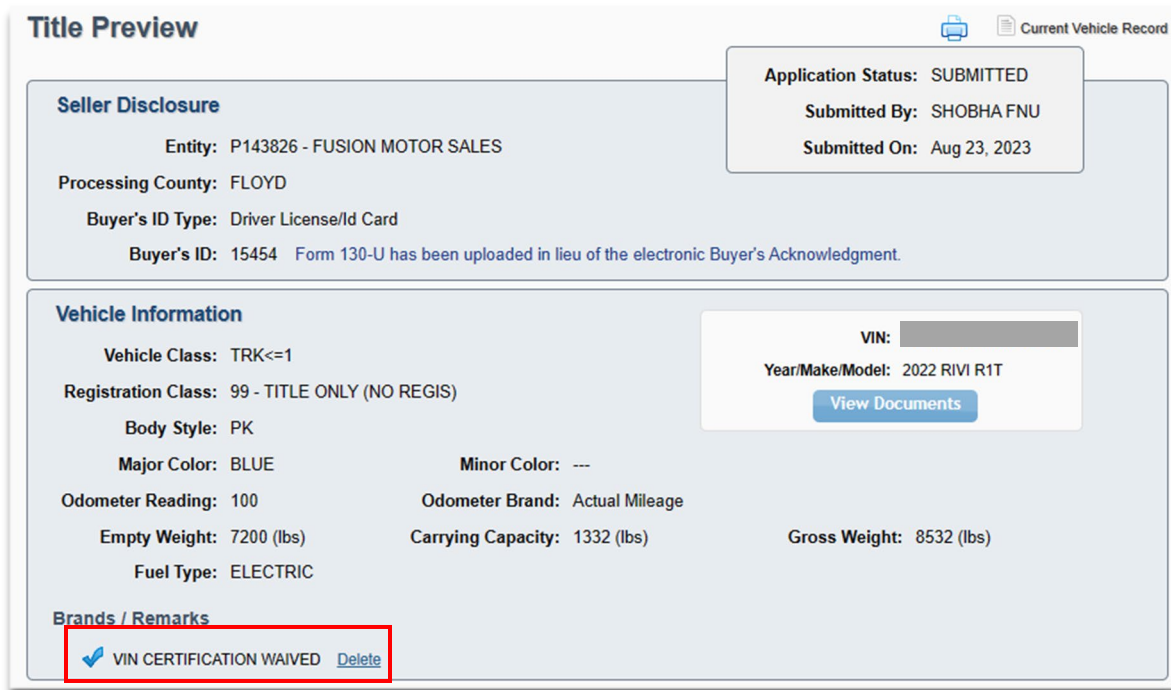 Title Preview
Current Vehicle Record
Application Status: SUBMITTED
Submitted By: SHOBHA FNU
Submitted On: Aug 23, 2023
Seller Disclosure
Entity: P143826 - FUSION MOTOR SALES
Processing County: FLOYD
Buyer's ID Type: Driver License/Id Card
Buyer's ID: 15454 Form 130-U has been uploaded in lieu of the electronic Buyer's Acknowledgment.
Vehicle Information
VIN:
Year/Make/Model: 2022 RIVI R1T
View Documents
Vehicle Class: TRK<=1
Registration Class: 99 - TITLE ONLY (NO REGIS)
Body Style: PK
Major Color: BLUE Minor Color: ---
Odometer Reading: 100 Odometer Brand: Actual Mileage
Empty Weight: 7200 (lbs) Carrying Capacity: 1332 (lbs) Gross Weight: 8532 (lbs)
Fuel Type: ELECTRIC
Brands / Remarks
VIN CERTIFICATION WAIVED Delete